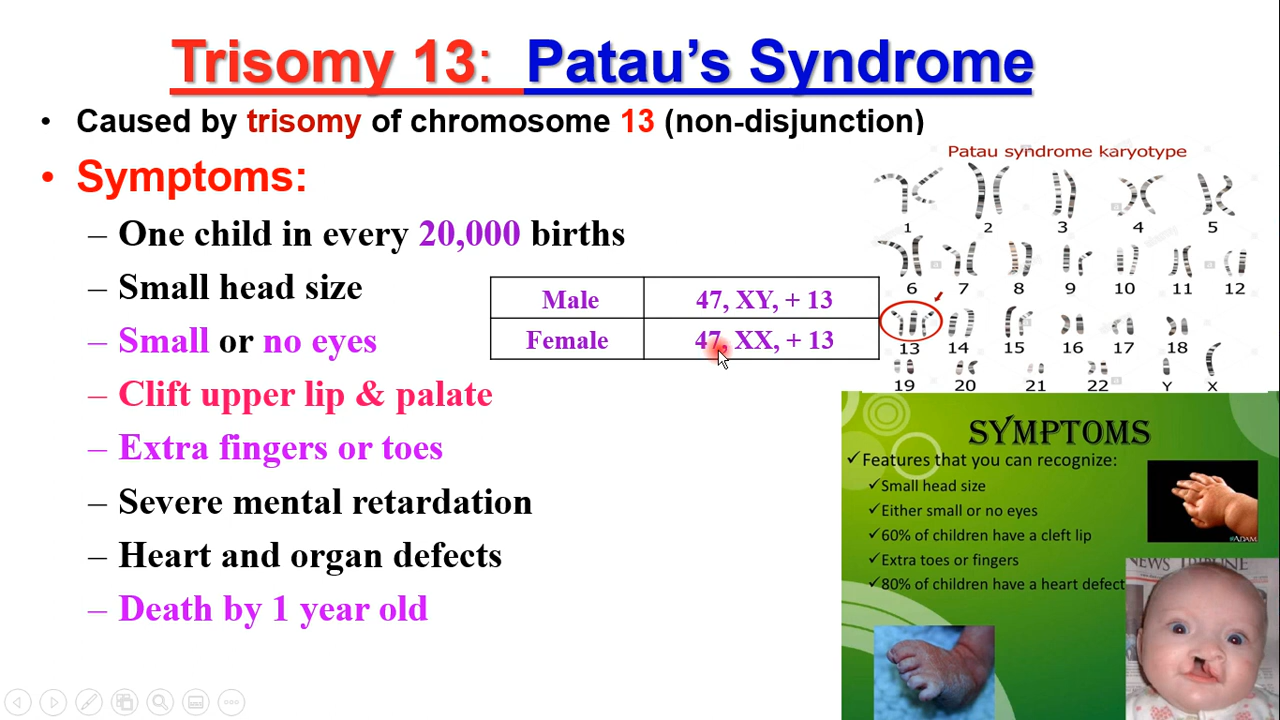 Trisomy 13: Patau's Syndrome
• Caused by trisomy of chromosome 13 (non-disjunction)
• Symptoms:
– One child in every 20,000 births
– Small head size
– Small or no eyes
– Clift upper lip & palate
– Extra fingers or toes
– Severe mental retardation
– Heart and organ defects
– Death by 1 year old
Male 47, XY, + 13
Female 47, XX, + 13
Patau syndrome karyotype
1 2 3 4 5
6 7 8 9 10 11 12
13 14 15 16 17 18
19 20 21 22 Y X
SYMPTOMS
✓Features that you can recognize:
✓Small head size
✓Either small or no eyes
✓60% of children have a cleft lip
✓Extra toes or fingers
✓80% of children have a heart defect
※ADAM
NEWS TRIBUNE